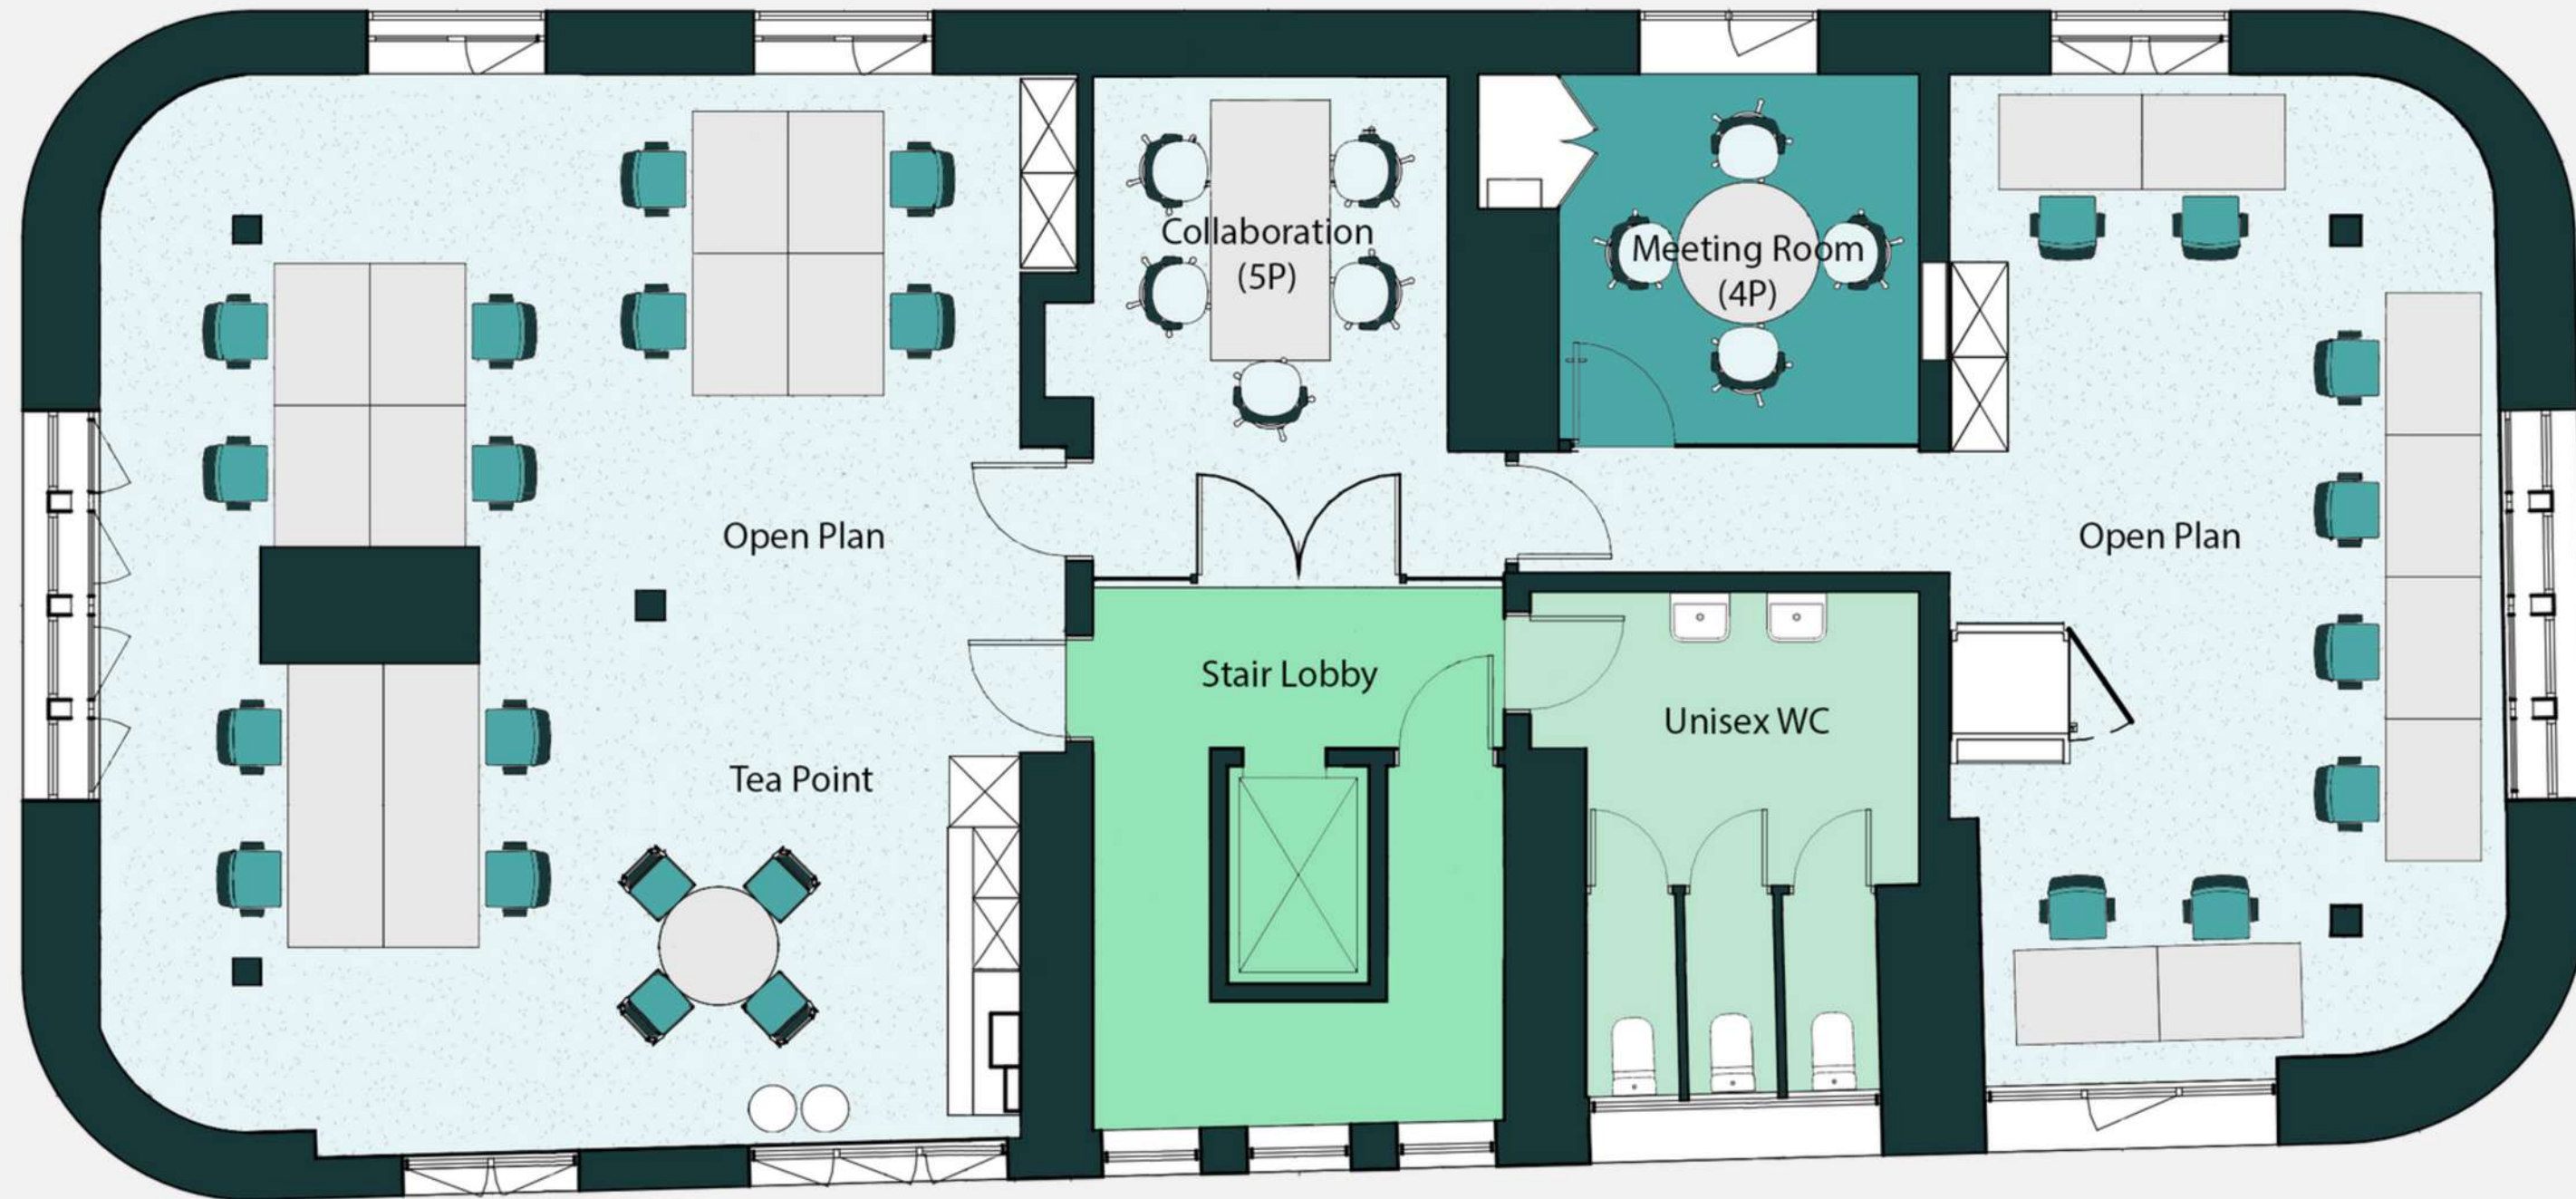 Collaboration
(5P)
Meeting Room
(4P)
Open Plan
Open Plan
Stair Lobby
Unisex WC
Tea Point